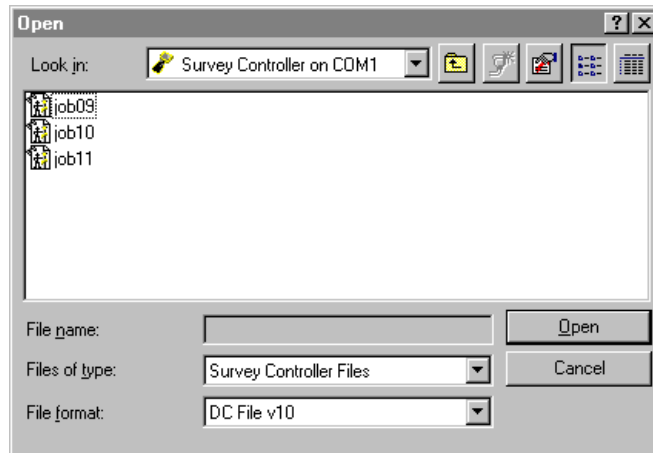 Open
Look in: Survey Controller on COM1
job09
job10
job11
File name:
Open
Files of type: Survey Controller Files
Cancel
File format: DC File v10